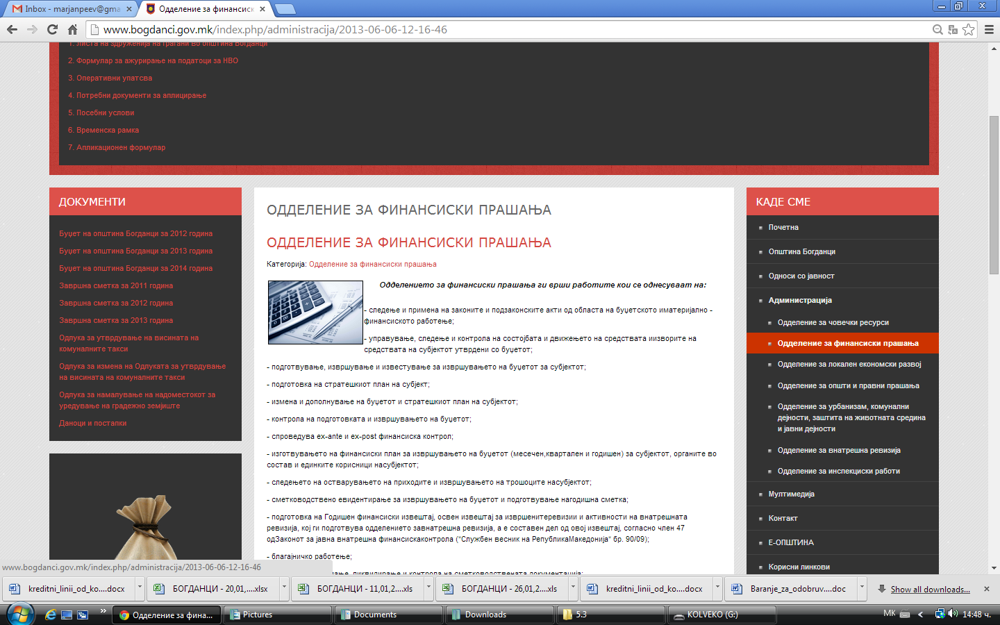 Inbox - marjanpeev@gma
Одделение за финансиск
www.bogdanci.gov.mk/index.php/administracija/2013-06-06-12-16-46
1. Листа на здруженија на граѓани во општина Богданци
2. Формулар за ажурирање на податоци за НВО
3. Оперативни упатсва
4. Потребни документи за аплицирање
5. Посебни услови
6. Временска рамка
7. Апликационен формулар
ДОКУМЕНТИ
Буџет на општина Богданци за 2012 година
Буџет на општина Богданци за 2013 година
Буџет на општина Богданци за 2014 година
Завршна сметка за 2011 година
Завршна сметка за 2012 година
Завршна сметка за 2013 година
Одлука за утврдување на висината на
комуналните такси
Одлука за измена на Одлуката за утврдување
на висината на комуналните такси
Одлука за намалување на надоместокот за
уредување на градежно земјиште
Даноци и постапки
ОДДЕЛЕНИЕ ЗА ФИНАНСИСКИ ПРАШАЊА
ОДДЕЛЕНИЕ ЗА ФИНАНСИСКИ ПРАШАЊА
Категорија: Одделение за финансиски прашања
Одделението за финансиски прашања ги врши работите кои се однесуваат на:
- следење и примена на законите и подзаконските акти од областа на буџетското иматеријално -
финансиското работење;
- управување, следење и контрола на состојбата и движењето на средствата иизворите на
средствата на субјектот утврдени со буџетот;
- подготвување, извршување и известување за извршувањето на буџетот за субјектот;
- подготовка на стратешкиот план на субјект;
- измена и дополнување на буџетот и стратешкиот план на субјектот;
- контрола на подготовката и извршувањето на буџетот;
- спроведува ex-ante и ex-post финансиска контрол;
- изготвувањето на финансиски план за извршувањето на буџетот (месечен,квартален и годишен) за субјектот, органите во
состав и единките корисници насубјектот;
- следењето на остварувањето на приходите и извршувањето на трошоците насубјектот;
- сметководствено евидентирање за извршувањето на буџетот и подготвување нагодишна сметка;
- подготовка на Годишен финансиски извештај, освен извештај за извршенитеревизии и активности на внатрешната
ревизија, кој ги подготвува одделението завнатрешна ревизија, а е составен дел од овој извештај, согласно член 47
одЗаконот за јавна внатрешна финансискаконтрола (“Службен весник на РепубликаМакедонија“ бр. 90/09);
- благајничко работење;
ликвидирање и контрола на сметководствената документација;
КАДЕ СМЕ
Почетна
Општина Богданци
Односи со јавност
Администрација
Одделение за човечки ресурси
Одделение за финансиски прашања
Одделение за локален економски развој
Одделение за општи и правни прашања
Одделение за урбанизам, комунални
дејности, заштита на животната средина
и јавни дејности
Одделение за внатрешна ревизија
Одделение за инспекциски работи
Мултимедија
Контакт
Е-ОПШТИНА
Корисни линкови
www.bogdanci.gov.mk/index.php/administracija/2013-06-06-12-16-46
kreditni_linii_od_ko....docx
БОГДАНЦИ - 20,01,....xlsx
БОГДАНЦИ - 11,01,2....xls
БОГДАНЦИ - 26,01,2....xls
kreditni_linii_od_ko....docx
Baranje_za_odobruv....doc
Show all downloads...
Одделение за фина...
Pictures
Documents
Downloads
5.3
KOLVEKO (G:)
МК
14:48 ч.